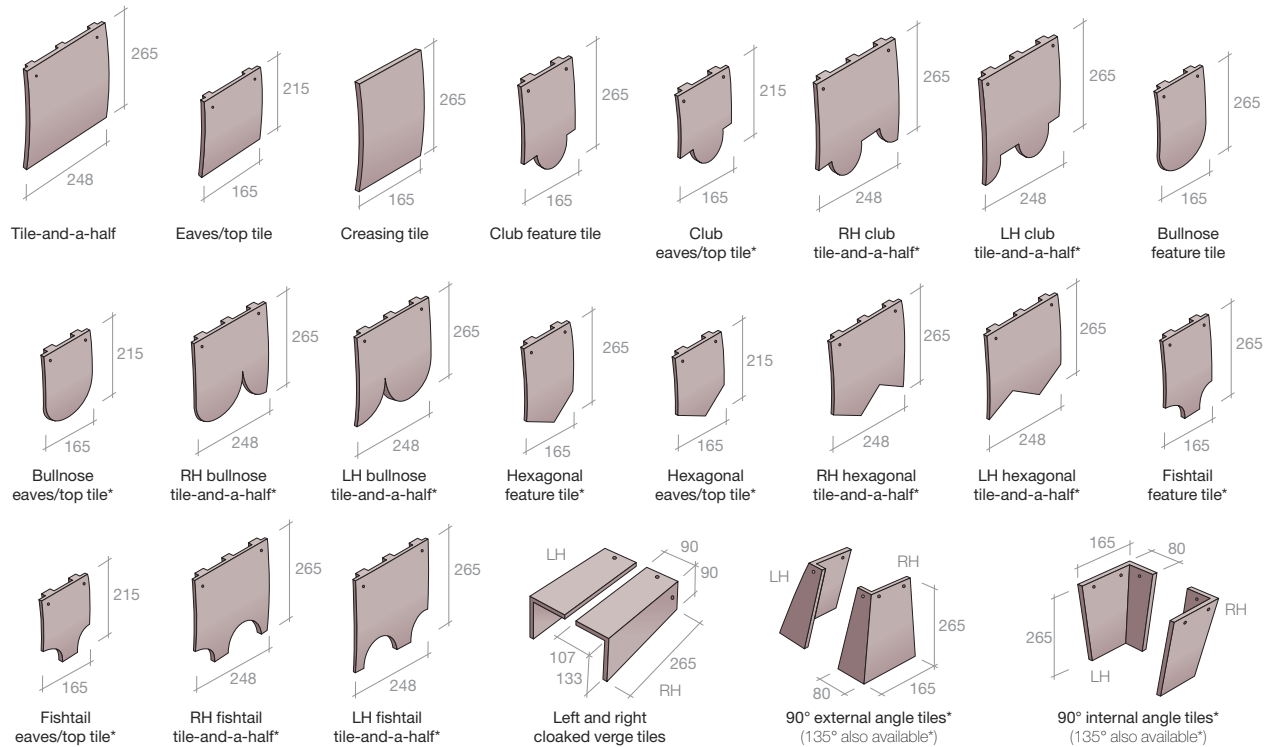 265
248
Tile-and-a-half
215
165
Eaves/top tile
265
165
Creasing tile
265
165
Club feature tile
215
165
Club
eaves/top tile*
265
248
RH club
tile-and-a-half*
265
248
LH club
tile-and-a-half*
265
165
Bullnose
feature tile
215
165
Bullnose
eaves/top tile*
265
248
RH bullnose
tile-and-a-half*
265
248
LH bullnose
tile-and-a-half*
265
165
Hexagonal
feature tile*
215
165
Hexagonal
eaves/top tile*
265
248
RH hexagonal
tile-and-a-half*
265
248
LH hexagonal
tile-and-a-half*
265
165
Fishtail
feature tile*
215
165
Fishtail
eaves/top tile*
265
248
RH fishtail
tile-and-a-half*
265
248
LH fishtail
tile-and-a-half*
LH
90
90
107
133
265
RH
Left and right
cloaked verge tiles
LH
RH
265
80
165
90° external angle tiles*
(135° also available*)
165
80
265
LH
RH
90° internal angle tiles*
(135° also available*)